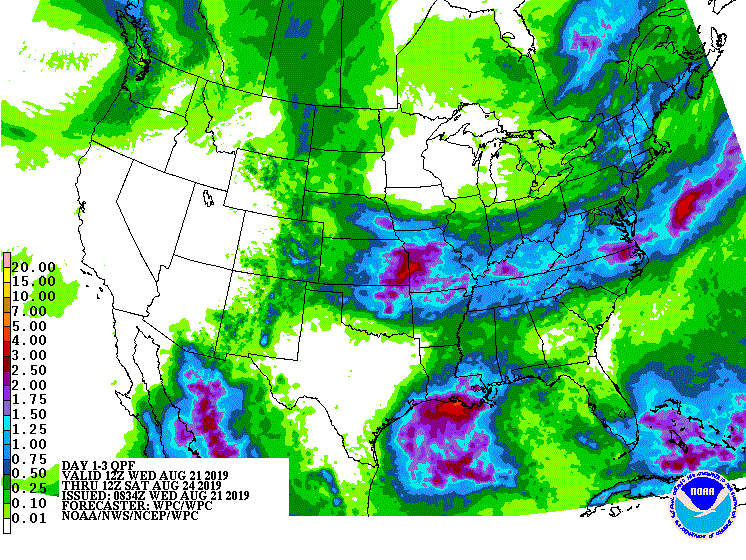 20.00
15.00
10.00
7.00
5.00
4.00
3.00
2.50
2.00
1.75
1.50
1.25
1.00
0.75
0.50
0.25
0.10
0.01
DAY 1-3 QPF
VALID 12Z WED AUG 21 2019
THRU 12Z SAT AUG 24 2019
ISSUED: 0834Z WED AUG 21 2019
FORECASTER: WPC/WPC
NOAA/NWS/NCEP/WPC
NOAA